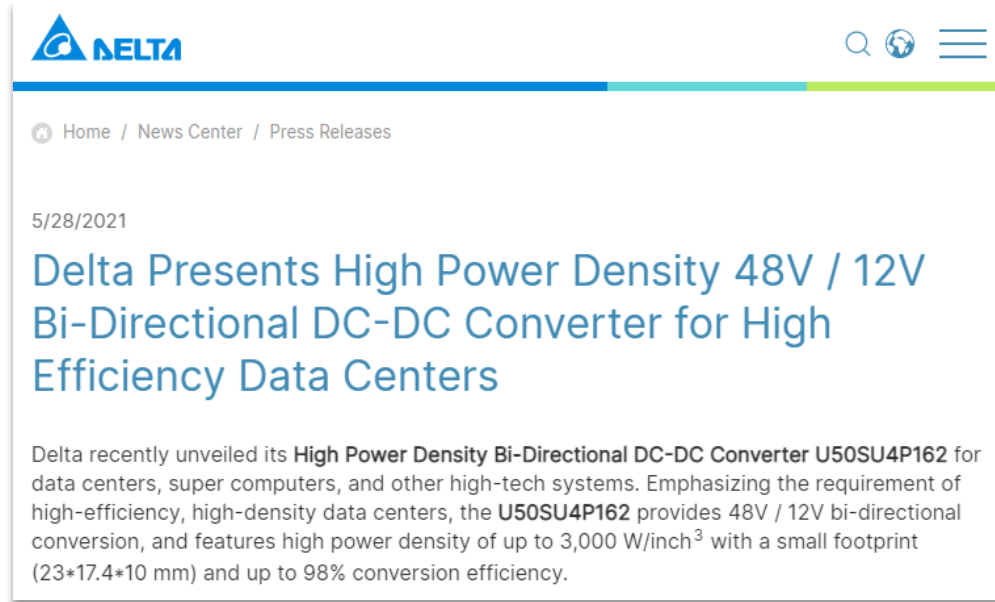 DELTA
Home / News Center / Press Releases
5/28/2021
Delta Presents High Power Density 48V / 12V
Bi-Directional DC-DC Converter for High
Efficiency Data Centers
Delta recently unveiled its High Power Density Bi-Directional DC-DC Converter U50SU4P162 for
data centers, super computers, and other high-tech systems. Emphasizing the requirement of
high-efficiency, high-density data centers, the U50SU4P162 provides 48V / 12V bi-directional
conversion, and features high power density of up to 3,000 W/inch³ with a small footprint
(23*17.4*10 mm) and up to 98% conversion efficiency.